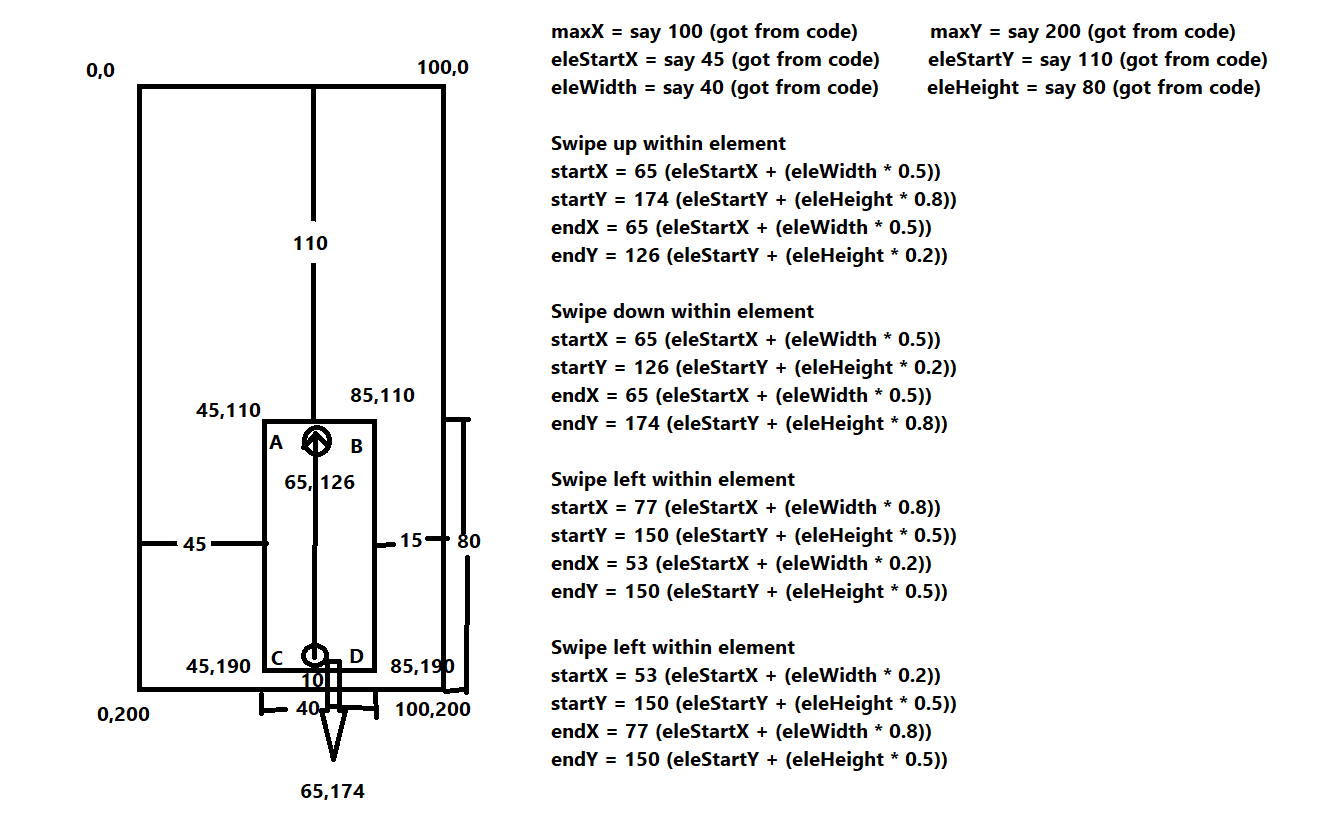 maxX = say 100 (got from code) maxY = say 200 (got from code)
eleStartX = say 45 (got from code) eleStartY = say 110 (got from code)
eleWidth = say 40 (got from code) eleHeight = say 80 (got from code)
Swipe up within element
startX = 65 (eleStartX + (eleWidth * 0.5))
startY = 174 (eleStartY + (eleHeight * 0.8))
endX = 65 (eleStartX + (eleWidth * 0.5))
endY = 126 (eleStartY + (eleHeight * 0.2))
Swipe down within element
startX = 65 (eleStartX + (eleWidth * 0.5))
startY = 126 (eleStartY + (eleHeight * 0.2))
endX = 65 (eleStartX + (eleWidth * 0.5))
endY = 174 (eleStartY + (eleHeight * 0.8))
Swipe left within element
startX = 77 (eleStartX + (eleWidth * 0.8))
startY = 150 (eleStartY + (eleHeight * 0.5))
endX = 53 (eleStartX + (eleWidth * 0.2))
endY = 150 (eleStartY + (eleHeight * 0.5))
Swipe left within element
startX = 53 (eleStartX + (eleWidth * 0.2))
startY = 150 (eleStartY + (eleHeight * 0.5))
endX = 77 (eleStartX + (eleWidth * 0.8))
endY = 150 (eleStartY + (eleHeight * 0.5))
0,0 100,0
110
45,110 85,110
A B
65, 126
45 15 80
C D
45,190 85,190
10
0,200 40 100,200
65,174